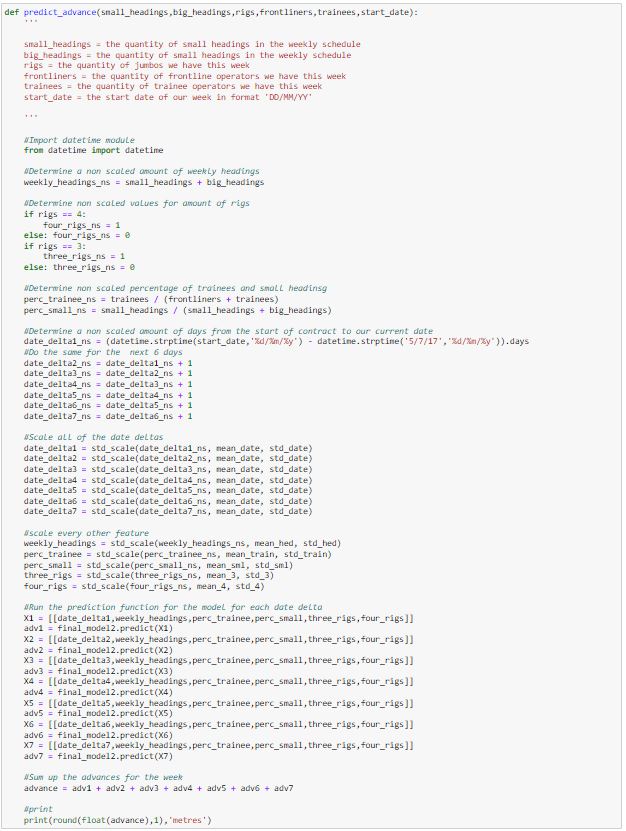 def predict_advance(small_headings,big_headings,rigs,frontliners,trainees,start_date):
    '''

    small_headings = the quantity of small headings in the weekly schedule
    big_headings = the quantity of small headings in the weekly schedule
    rigs = the quantity of jumbos we have this week
    frontliners = the quantity of frontline operators we have this week
    trainees = the quantity of trainee operators we have this week
    start_date = the start date of our week in format 'DD/MM/YY'

    '''

    #Import datetime module
    from datetime import datetime

    #Determine a non scaled amount of weekly headings
    weekly_headings_ns = small_headings + big_headings

    #Determine non scaled values for amount of rigs
    if rigs == 4:
        four_rigs_ns = 1
    else: four_rigs_ns = 0
    if rigs == 3:
        three_rigs_ns = 1
    else: three_rigs_ns = 0

    #Determine non scaled percentage of trainees and small headinsg
    perc_trainee_ns = trainees / (frontliners + trainees)
    perc_small_ns = small_headings / (small_headings + big_headings)

    #Determine a non scaled amount of days from the start of contract to our current date
    date_delta1_ns = (datetime.strptime(start_date,'%d/%m/%y') - datetime.strptime('5/7/17','%d/%m/%y')).days
    #Do the same for the  next 6 days
    date_delta2_ns = date_delta1_ns + 1
    date_delta3_ns = date_delta2_ns + 1
    date_delta4_ns = date_delta3_ns + 1
    date_delta5_ns = date_delta4_ns + 1
    date_delta6_ns = date_delta5_ns + 1
    date_delta7_ns = date_delta6_ns + 1

    #Scale all of the date deltas
    date_delta1 = std_scale(date_delta1_ns, mean_date, std_date)
    date_delta2 = std_scale(date_delta2_ns, mean_date, std_date)
    date_delta3 = std_scale(date_delta3_ns, mean_date, std_date)
    date_delta4 = std_scale(date_delta4_ns, mean_date, std_date)
    date_delta5 = std_scale(date_delta5_ns, mean_date, std_date)
    date_delta6 = std_scale(date_delta6_ns, mean_date, std_date)
    date_delta7 = std_scale(date_delta7_ns, mean_date, std_date)

    #scale every other feature
    weekly_headings = std_scale(weekly_headings_ns, mean_hed, std_hed)
    perc_trainee = std_scale(perc_trainee_ns, mean_train, std_train)
    perc_small = std_scale(perc_small_ns, mean_sml, std_sml)
    three_rigs = std_scale(three_rigs_ns, mean_3, std_3)
    four_rigs = std_scale(four_rigs_ns, mean_4, std_4)

    #Run the prediction function for the model for each date delta
    X1 = [[date_delta1,weekly_headings,perc_trainee,perc_small,three_rigs,four_rigs]]
    adv1 = final_model2.predict(X1)
    X2 = [[date_delta2,weekly_headings,perc_trainee,perc_small,three_rigs,four_rigs]]
    adv2 = final_model2.predict(X2)
    X3 = [[date_delta3,weekly_headings,perc_trainee,perc_small,three_rigs,four_rigs]]
    adv3 = final_model2.predict(X3)
    X4 = [[date_delta4,weekly_headings,perc_trainee,perc_small,three_rigs,four_rigs]]
    adv4 = final_model2.predict(X4)
    X5 = [[date_delta5,weekly_headings,perc_trainee,perc_small,three_rigs,four_rigs]]
    adv5 = final_model2.predict(X5)
    X6 = [[date_delta6,weekly_headings,perc_trainee,perc_small,three_rigs,four_rigs]]
    adv6 = final_model2.predict(X6)
    X7 = [[date_delta7,weekly_headings,perc_trainee,perc_small,three_rigs,four_rigs]]
    adv7 = final_model2.predict(X7)

    #Sum up the advances for the week
    advance = adv1 + adv2 + adv3 + adv4 + adv5 + adv6 + adv7

    #print
    print(round(float(advance),1),'metres')